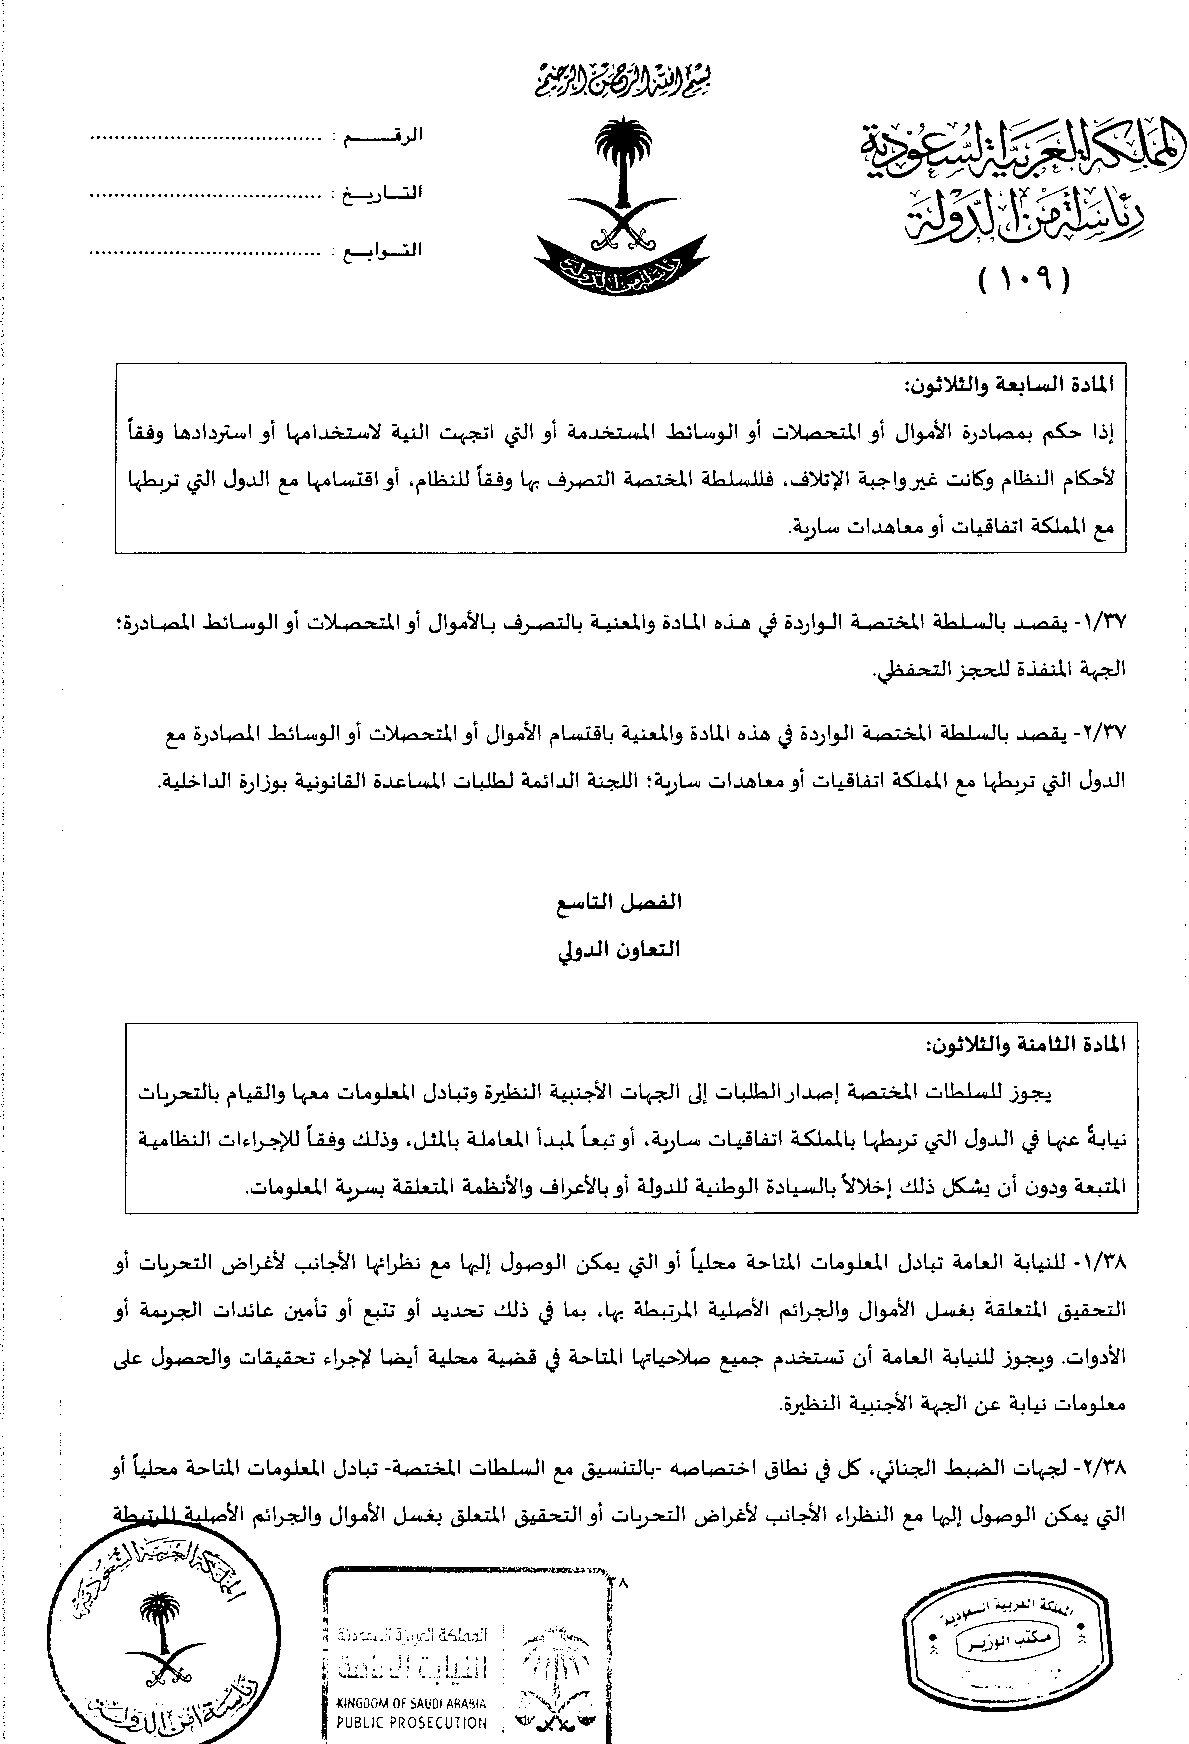 بسم الله الرحمن الرحيم
المملكة العربية السعودية
رئاسة أمن الدولة
(١٠٩)
الرقـــــم : ......................................
التـاريـخ : ......................................
التـوابـع : ......................................
رئاسة أمن الدولة
المادة السابعة والثلاثون:
إذا حكم بمصادرة الأموال أو المتحصلات أو الوسائط المستخدمة أو التي اتجهت النية لاستخدامها أو استردادها وفقاً
لأحكام النظام وكانت غير واجبة الإتلاف، فللسلطة المختصة التصرف بها وفقاً للنظام، أو اقتسامها مع الدول التي تربطها
مع المملكة اتفاقيات أو معاهدات سارية.
١/٣٧- يقصد بالسلطة المختصة الواردة في هذه المادة والمعنية بالتصرف بالأموال أو المتحصلات أو الوسائط المصادرة؛
الجهة المنفذة للحجز التحفظي.
٢/٣٧- يقصد بالسلطة المختصة الواردة في هذه المادة والمعنية باقتسام الأموال أو المتحصلات أو الوسائط المصادرة مع
الدول التي تربطها مع المملكة اتفاقيات أو معاهدات سارية؛ اللجنة الدائمة لطلبات المساعدة القانونية بوزارة الداخلية.
الفصل التاسع
التعاون الدولي
المادة الثامنة والثلاثون:
يجوز للسلطات المختصة إصدار الطلبات إلى الجهات الأجنبية النظيرة وتبادل المعلومات معها والقيام بالتحريات
نيابةً عنها في الدول التي تربطها بالمملكة اتفاقيات سارية، أو تبعاً لمبدأ المعاملة بالمثل، وذلك وفقاً للإجراءات النظامية
المتبعة ودون أن يشكل ذلك إخلالاً بالسيادة الوطنية للدولة أو بالأعراف والأنظمة المتعلقة بسرية المعلومات.
١/٣٨- للنيابة العامة تبادل المعلومات المتاحة محلياً أو التي يمكن الوصول إليها مع نظرائها الأجانب لأغراض التحريات أو
التحقيق المتعلقة بغسل الأموال والجرائم الأصلية المرتبطة بها، بما في ذلك تحديد أو تتبع أو تأمين عائدات الجريمة أو
الأدوات. ويجوز للنيابة العامة أن تستخدم جميع صلاحياتها المتاحة في قضية محلية أيضا لإجراء تحقيقات والحصول على
معلومات نيابة عن الجهة الأجنبية النظيرة.
٢/٣٨- لجهات الضبط الجنائي، كل في نطاق اختصاصه -بالتنسيق مع السلطات المختصة- تبادل المعلومات المتاحة محلياً أو
التي يمكن الوصول إليها مع النظراء الأجانب لأغراض التحريات أو التحقيق المتعلق بغسل الأموال والجرائم الأصلية المرتبطة
٣٨
المملكة العربية السعودية
مكتب الوزير
المملكة العربية السعودية
النيابة العامة
KINGDOM OF SAUDI ARABIA
PUBLIC PROSECUTION
المملكة العربية السعودية
رئاسة أمن الدولة